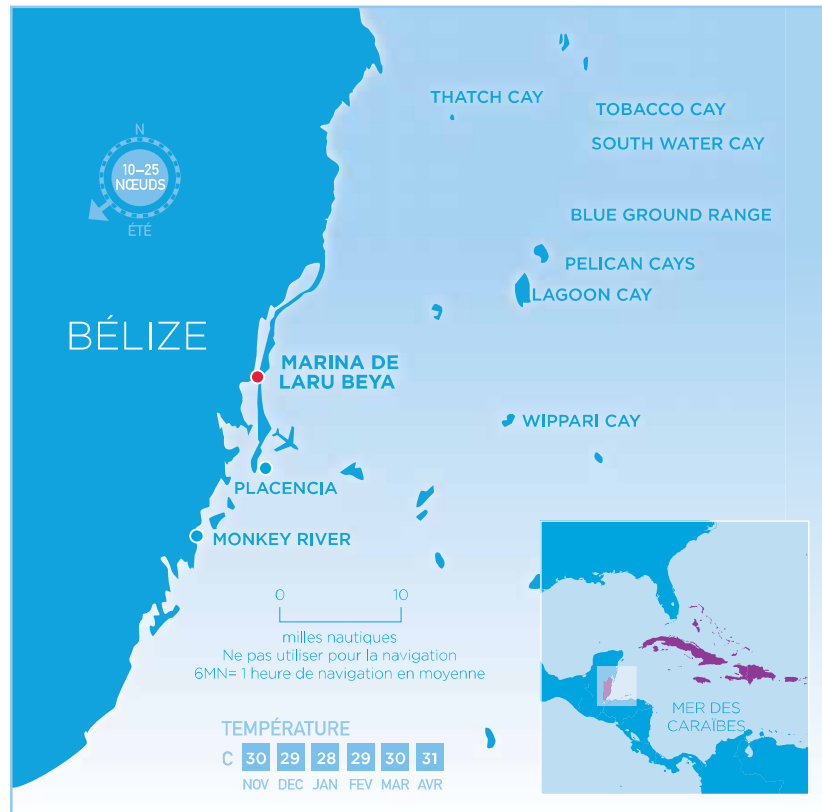 THATCH CAY
TOBACCO CAY
SOUTH WATER CAY
N
10–25
NŒUDS
ÉTÉ
BLUE GROUND RANGE
PELICAN CAYS
LAGOON CAY
BÉLIZE
MARINA DE
LARU BEYA
WIPPARI CAY
PLACENCIA
MONKEY RIVER
0 10
milles nautiques
Ne pas utiliser pour la navigation
6MN= 1 heure de navigation en moyenne
MER DES
CARAÏBES
TEMPÉRATURE
C 30 29 28 29 30 31
NOV DEC JAN FEV MAR AVR